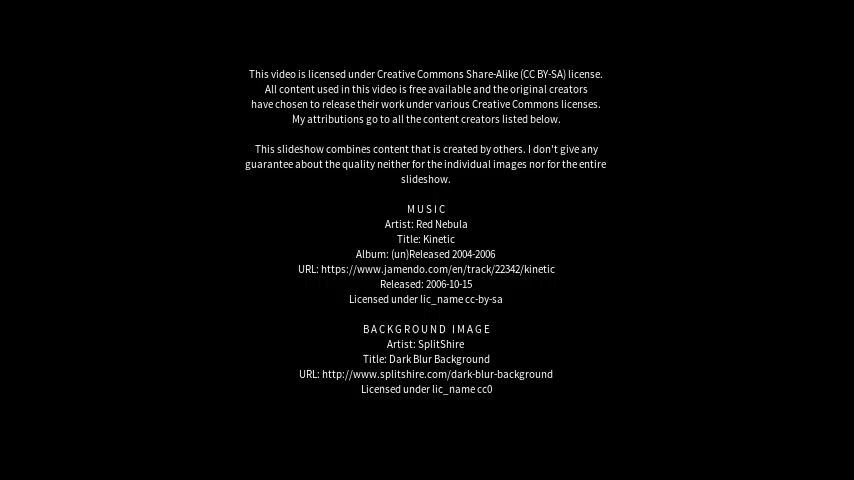 This video is licensed under Creative Commons Share-Alike (CC BY-SA) license.
All content used in this video is free available and the original creators
have chosen to release their work under various Creative Commons licenses.
My attributions go to all the content creators listed below.
This slideshow combines content that is created by others. I don't give any
guarantee about the quality neither for the individual images nor for the entire
slideshow.
MUSIC
Artist: Red Nebula
Title: Kinetic
Album: (un)Released 2004-2006
URL: https://www.jamendo.com/en/track/22342/kinetic
Released: 2006-10-15
Licensed under lic_name cc-by-sa
BACKGROUND IMAGE
Artist: SplitShire
Title: Dark Blur Background
URL: http://www.splitshire.com/dark-blur-background
Licensed under lic_name cc0